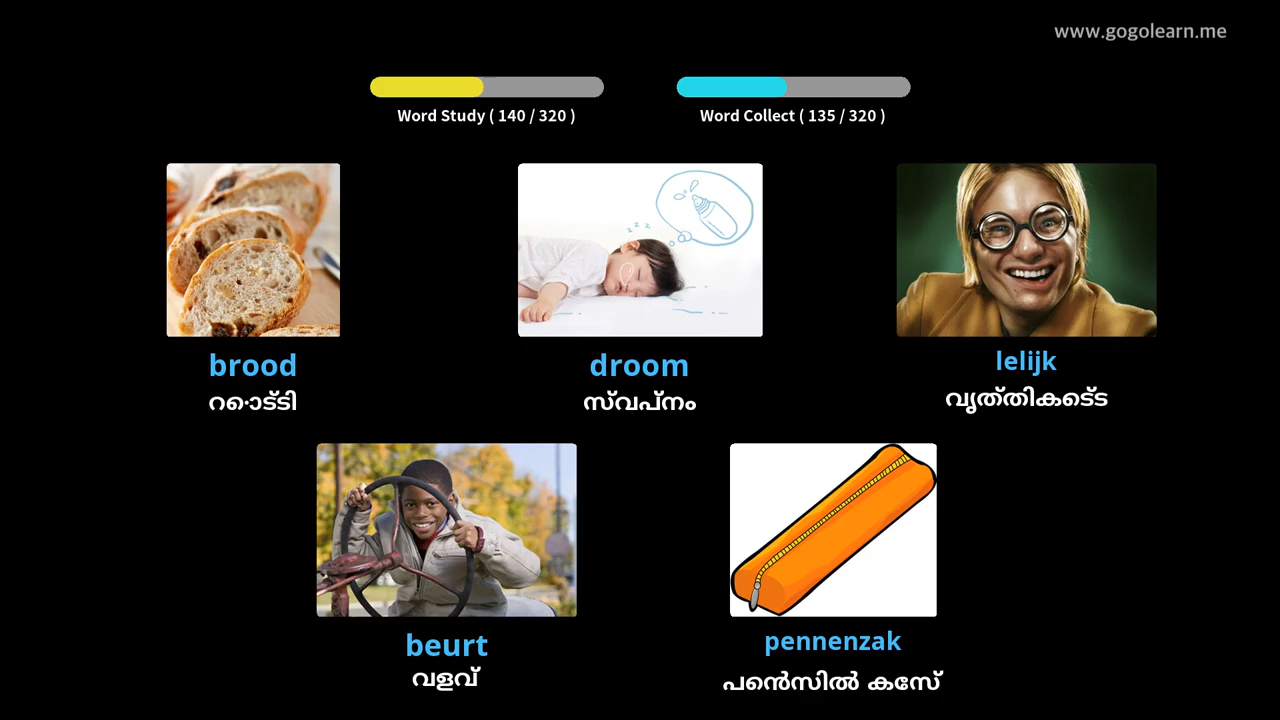 www.gogolearn.me
Word Study ( 140 / 320 )
Word Collect ( 135 / 320 )
brood
റൊട്ടി
droom
സ്വപ്നം
lelijk
വൃത്തികെട്ട
beurt
വളവ്
pennenzak
പെൻസിൽ കേസ്